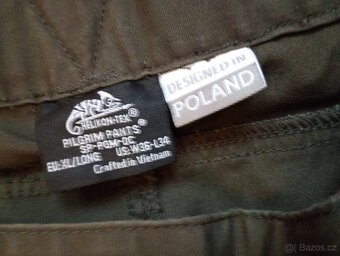 HELIKON-TEX®
PILGRIM PANTS®
SP-PGM-DC
EU:XL/LONG US:W36-L34
Crafted in Vietnam
DESIGNED IN
POLAND
© Bazos.cz